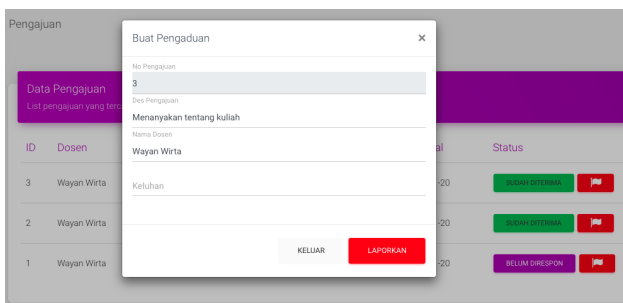 Pengajuan
Buat Pengaduan ×
No Pengajuan
3
Des Pengajuan
Menanyakan tentang kuliah
Nama Dosen
Wayan Wirta
Keluhan
KELUAR LAPORKAN
Data Pengajuan
List pengajuan yang
ID Dosen al Status
3 Wayan Wirta -20 SUDAH DITERIMA
2 Wayan Wirta -20 SUDAH DITERIMA
1 Wayan Wirta -20 BELUM DIRESPON